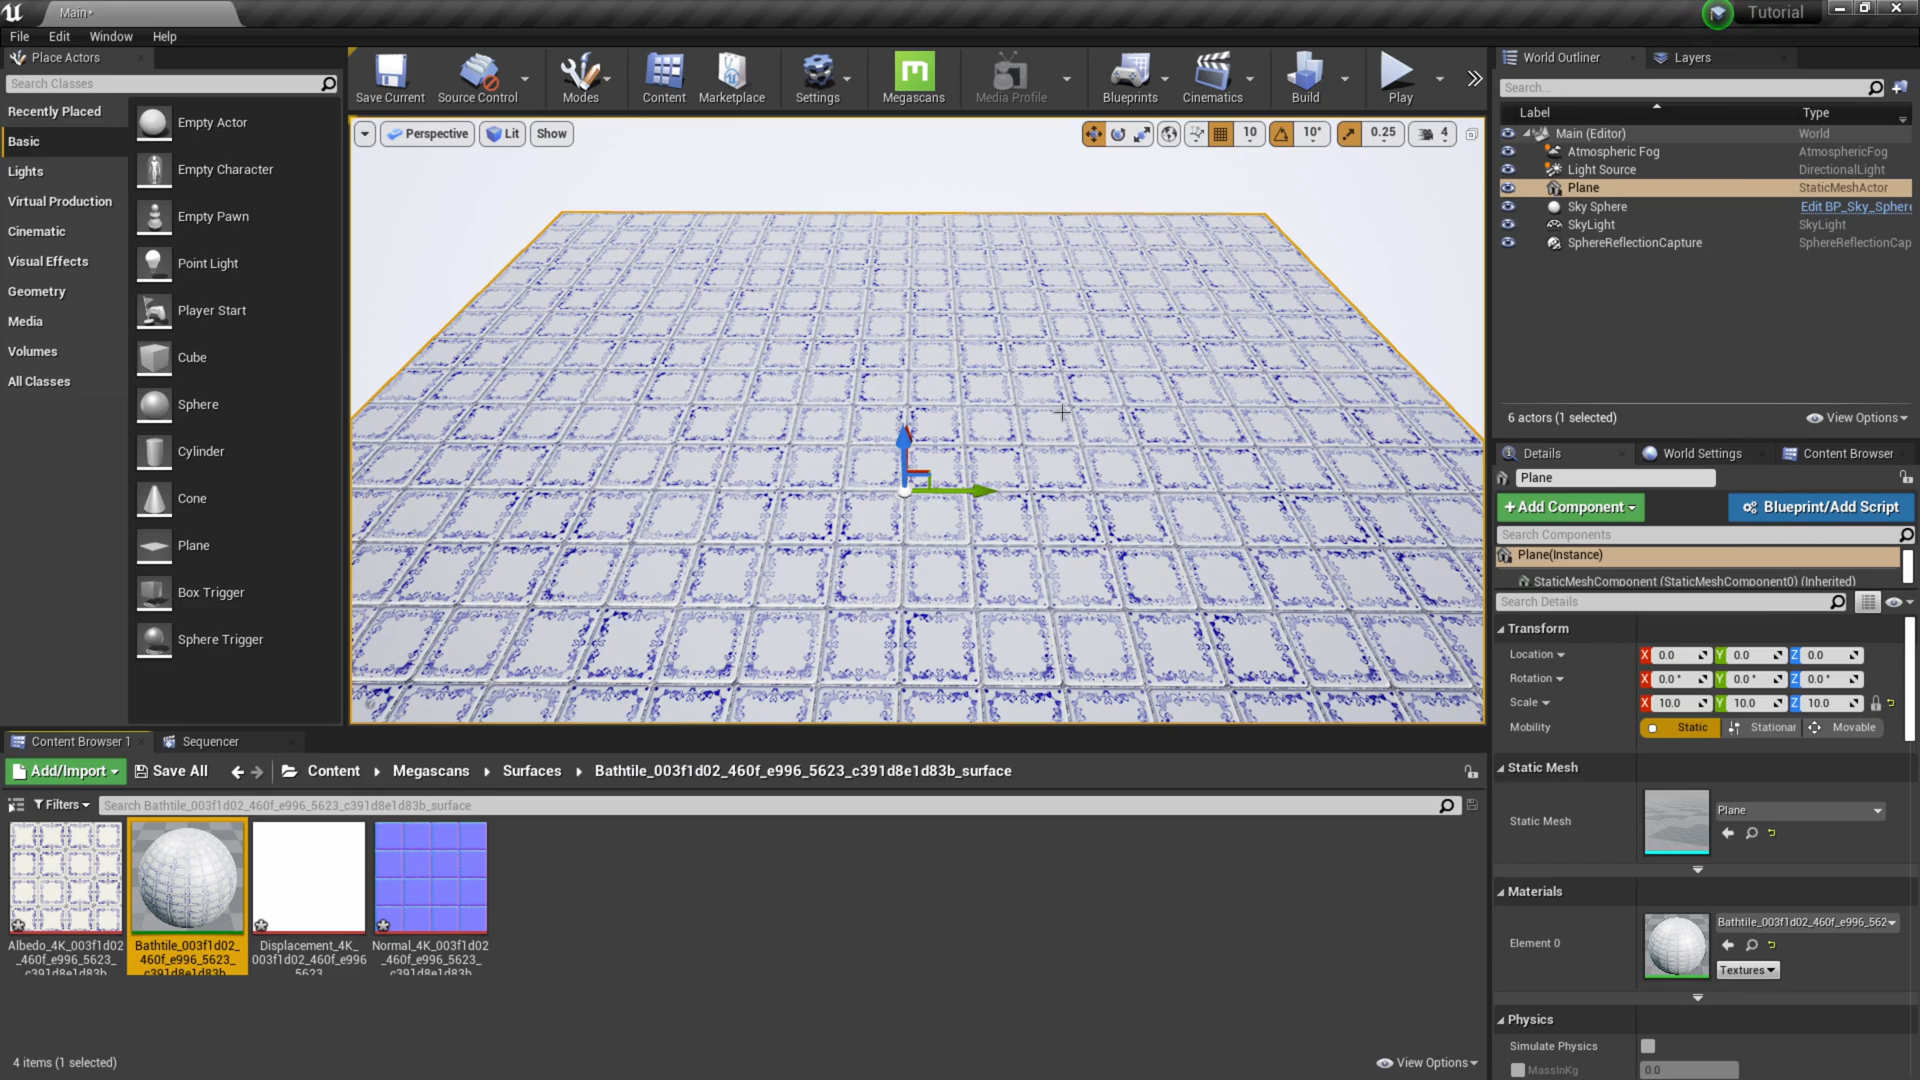 Main*
Tutorial
File Edit Window Help
Place Actors
Search Classes
Recently Placed
Basic
Lights
Virtual Production
Cinematic
Visual Effects
Geometry
Media
Volumes
All Classes
Empty Actor
Empty Character
Empty Pawn
Point Light
Player Start
Cube
Sphere
Cylinder
Cone
Plane
Box Trigger
Sphere Trigger
Save Current Source Control Modes Content Marketplace Settings Megascans Media Profile Blueprints Cinematics Build Play
Perspective Lit Show
10 10° 0.25 4
World Outliner Layers
Search...
Label Type
Main (Editor) World
Atmospheric Fog AtmosphericFog
Light Source DirectionalLight
Plane StaticMeshActor
Sky Sphere Edit BP_Sky_Sphere
SkyLight SkyLight
SphereReflectionCapture SphereReflectionCap
6 actors (1 selected) View Options
Details World Settings Content Browser
Plane
+Add Component Blueprint/Add Script
Search Components
Plane(Instance)
StaticMeshComponent (StaticMeshComponent0) (Inherited)
Search Details
Transform
Location X 0.0 Y 0.0 Z 0.0
Rotation X 0.0 ° Y 0.0 ° Z 0.0 °
Scale X 10.0 Y 10.0 Z 10.0
Mobility Static Stationar Movable
Static Mesh
Static Mesh Plane
Materials
Element 0 Bathtile_003f1d02_460f_e996_562
Textures
Physics
Simulate Physics
MassInKg 0.0
Content Browser 1 Sequencer
Add/Import Save All Content Megascans Surfaces Bathtile_003f1d02_460f_e996_5623_c391d8e1d83b_surface
Filters Search Bathtile_003f1d02_460f_e996_5623_c391d8e1d83b_surface
Albedo_4K_003f1d02
_460f_e996_5623_
c391d8e1d83b
Bathtile_003f1d02_
460f_e996_5623_
c391d8e1d83b
Displacement_4K_
003f1d02_460f_e996
5623
Normal_4K_003f1d02
_460f_e996_5623_
c391d8e1d83b
4 items (1 selected) View Options